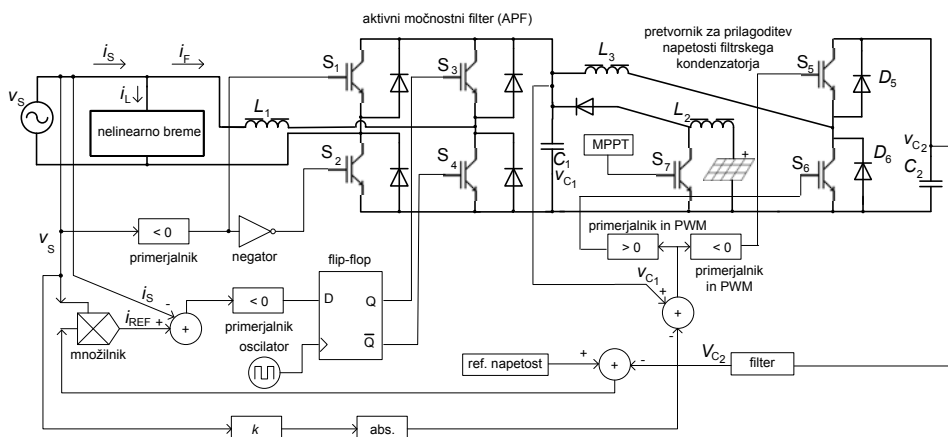 aktivni močnostni filter (APF)
pretvornik za prilagoditev
napetosti filtrskega
kondenzatorja
iS
iF
iL
vS
nelinearno breme
L1
S1
S2
S3
S4
C1
vC1
L3
L2
MPPT
S7
+
S5
S6
D5
D6
vC2
C2
vS
< 0
primerjalnik
negator
primerjalnik in PWM
> 0
< 0
primerjalnik
in PWM
flip-flop
D
Q
Q̅
iS
-
iREF
+
+
množilnik
< 0
primerjalnik
oscilator
vC1
+
+
-
ref. napetost
+
+
-
VC2
filter
k
abs.